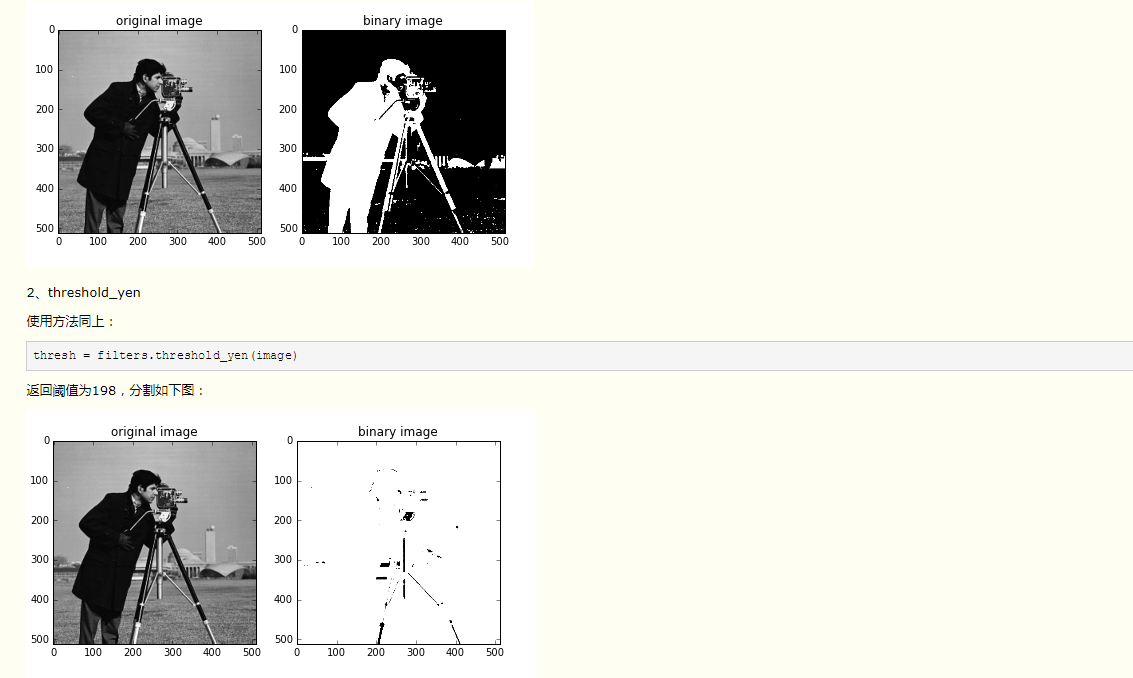 original image
binary image
0
100
200
300
400
500
0
100
200
300
400
500
0 100 200 300 400 500
0 100 200 300 400 500
2、threshold_yen
使用方法同上：
thresh = filters.threshold_yen(image)
返回阈值为198，分割如下图：
original image
binary image
0
100
200
300
400
500
0
100
200
300
400
500
0 100 200 300 400 500
0 100 200 300 400 500